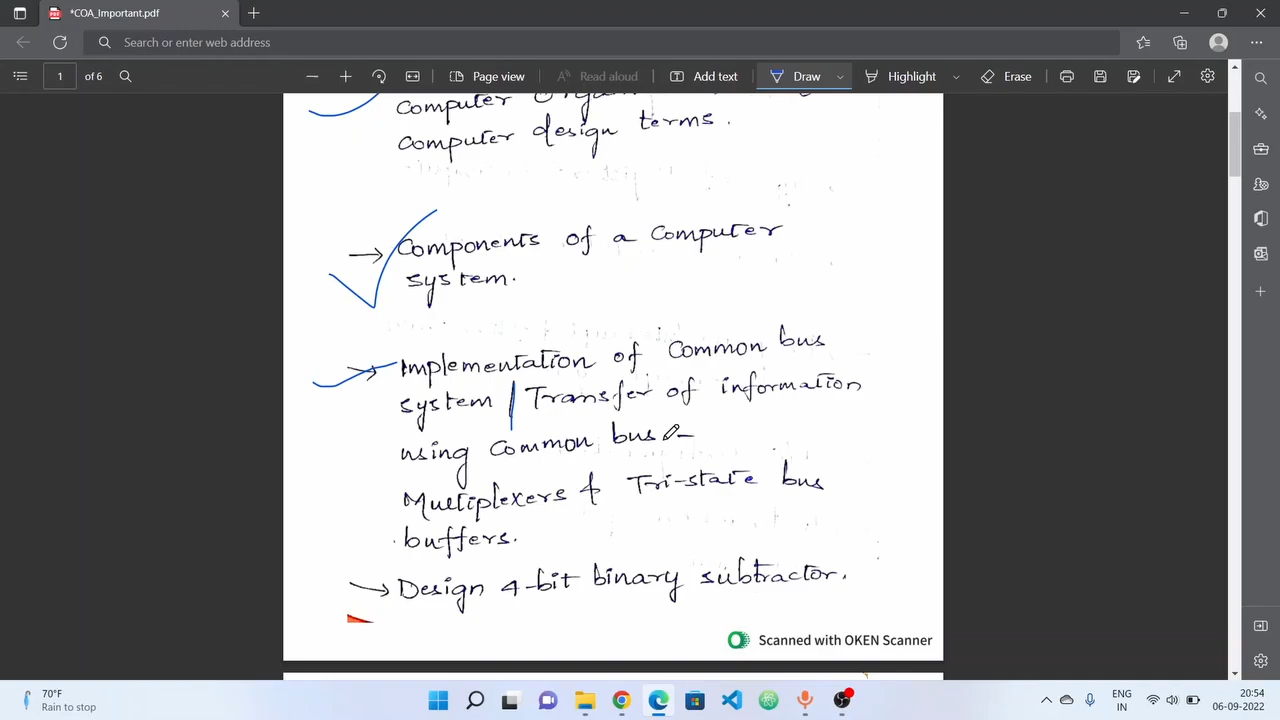 *COA_Important.pdf
Search or enter web address
1 of 6
Page view
Read aloud
Add text
Draw
Highlight
Erase
Computer
computer design terms.
→ Components of a Computer
system.
→ Implementation of Common bus
system | Transfer of information
using Common bus -
Multiplexers & Tri-state bus
buffers.
→ Design 4-bit binary subtractor.
Scanned with OKEN Scanner
70°F
Rain to stop
ENG
IN
20:54
06-09-2022